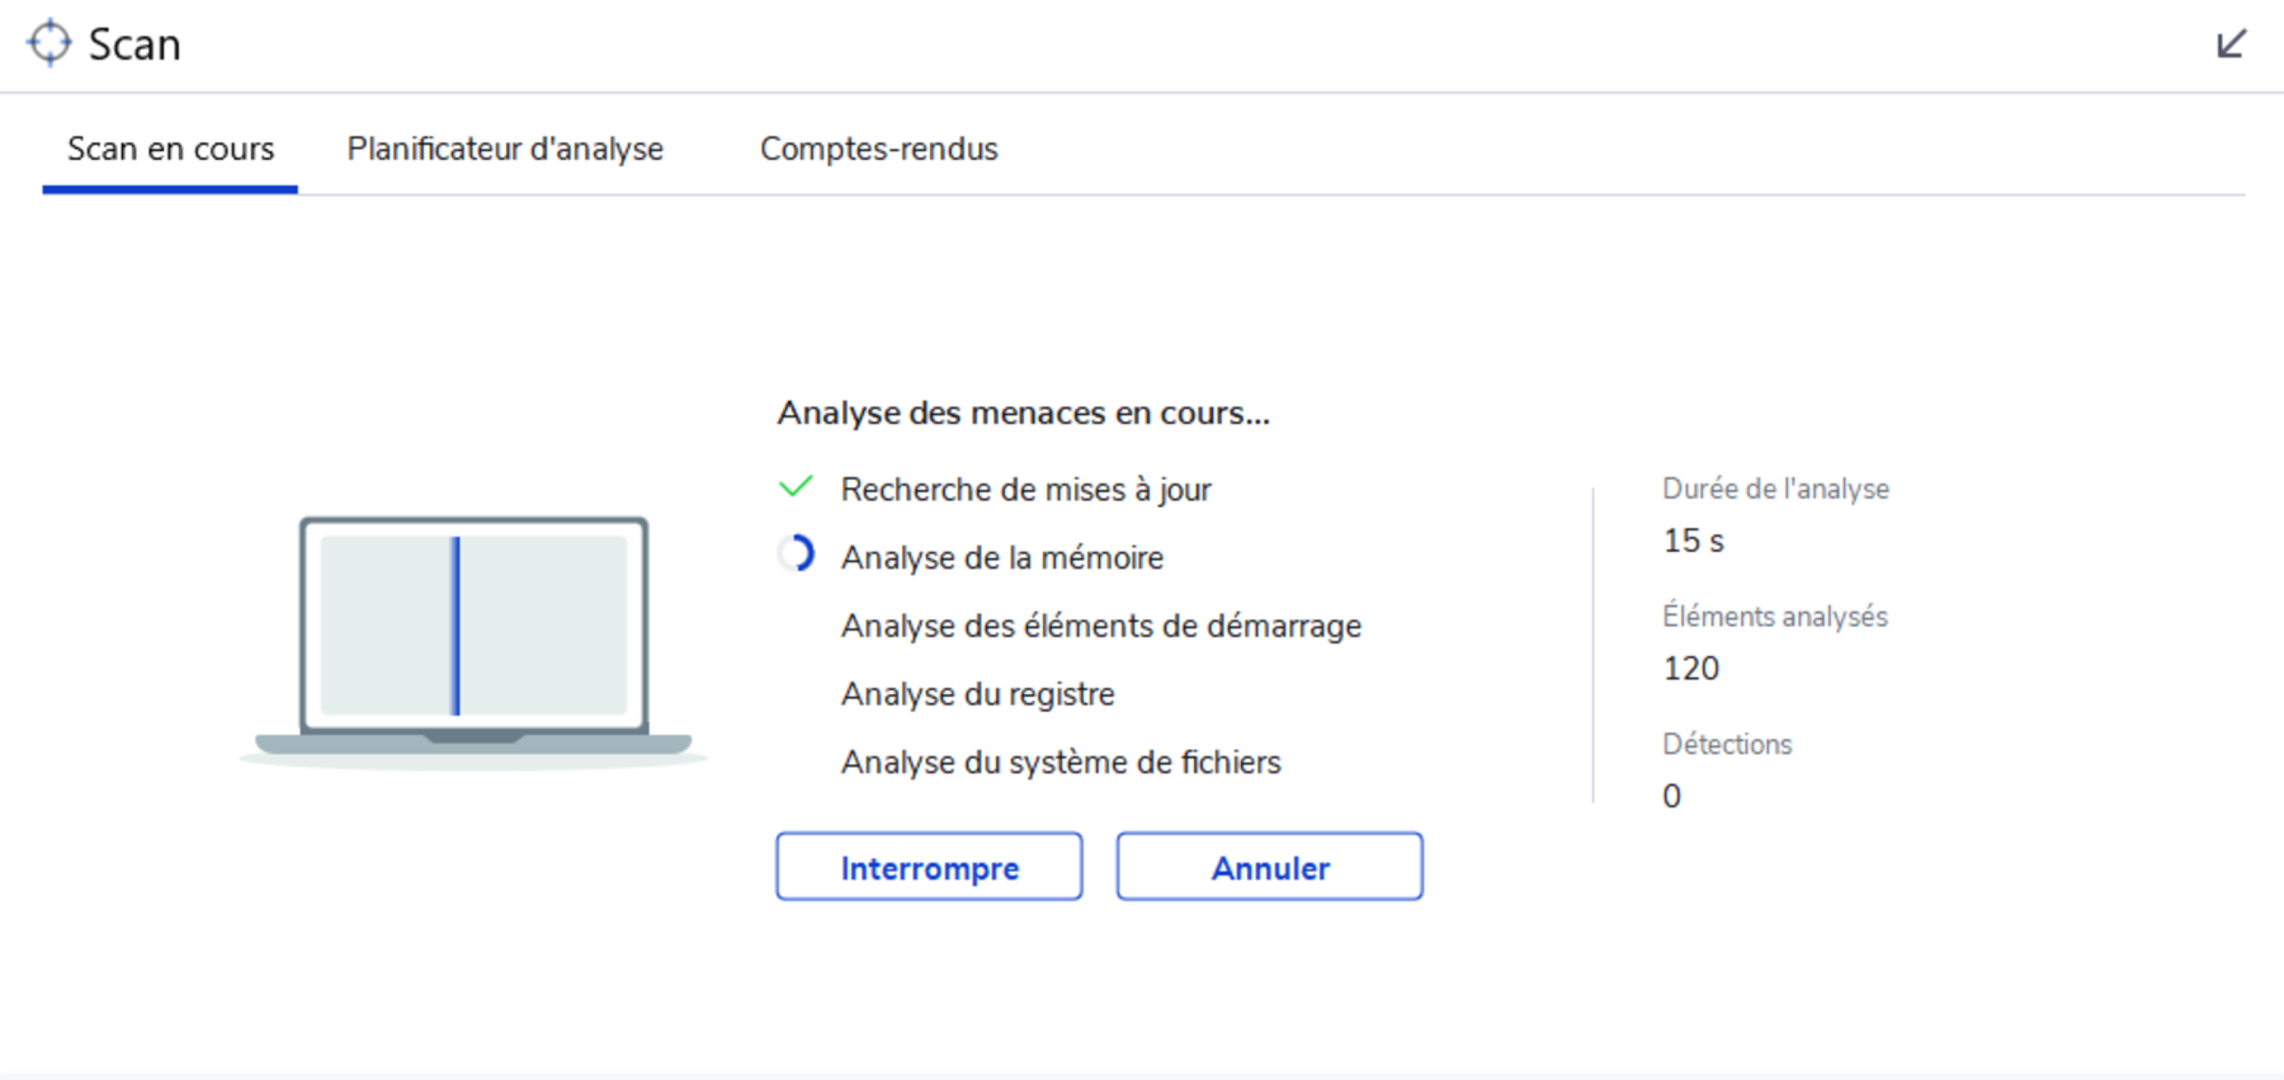 Scan
Scan en cours
Planificateur d'analyse
Comptes-rendus
Analyse des menaces en cours...
Recherche de mises à jour
Analyse de la mémoire
Analyse des éléments de démarrage
Analyse du registre
Analyse du système de fichiers
Interrompre
Annuler
Durée de l'analyse
15 s
Éléments analysés
120
Détections
0